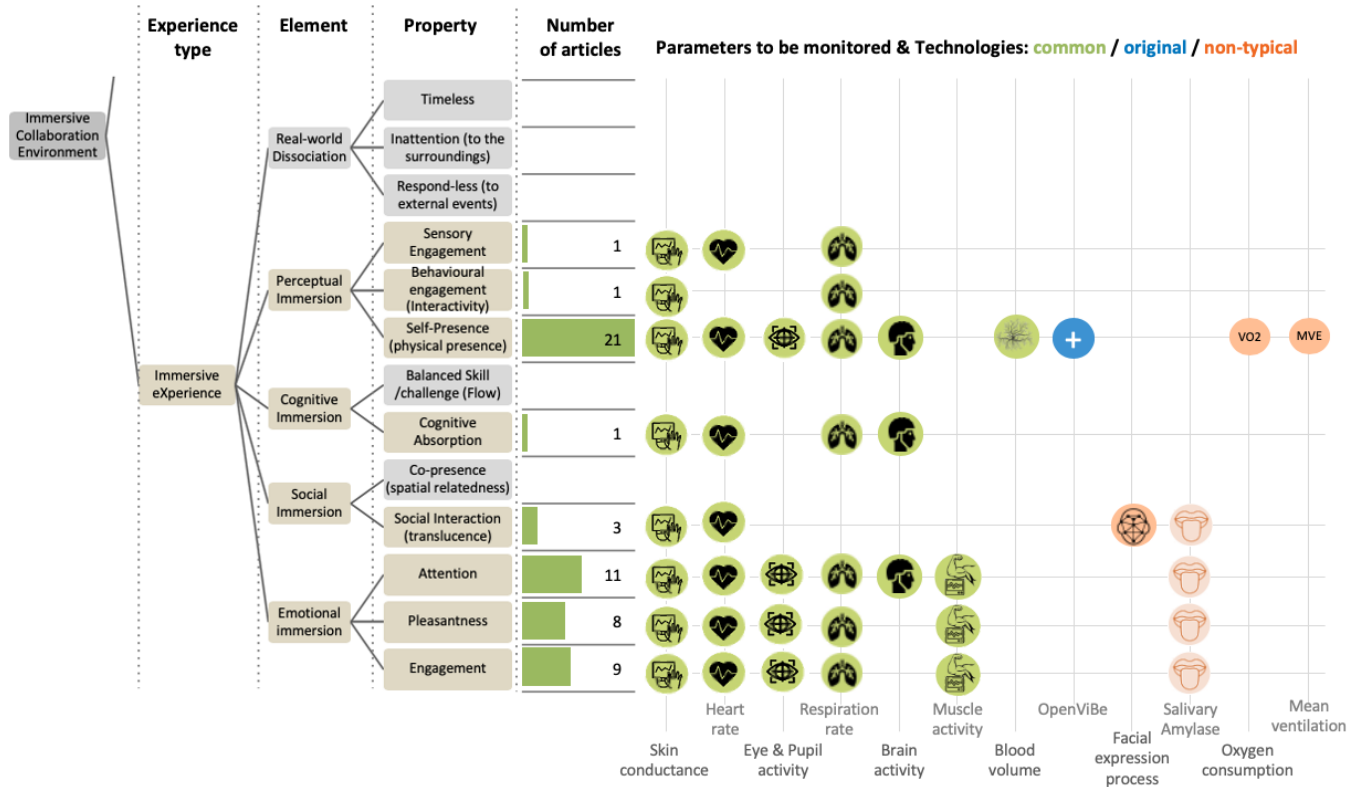 Experience
type
Element
Property
Number
of articles
Parameters to be monitored & Technologies: common / original / non-typical
Immersive
Collaboration
Environment
Immersive
eXperience
Real-world
Dissociation
Timeless
Inattention (to the
surroundings)
Respond-less (to
external events)
Perceptual
Immersion
Sensory
Engagement
1
Behavioural
engagement
(Interactivity)
1
Self-Presence
(physical presence)
21
+
VO2
MVE
Cognitive
Immersion
Balanced Skill
/challenge (Flow)
Cognitive
Absorption
1
Social
Immersion
Co-presence
(spatial relatedness)
Social Interaction
(translucence)
3
Emotional
immersion
Attention
11
Pleasantness
8
Engagement
9
Skin
conductance
Heart
rate
Eye & Pupil
activity
Respiration
rate
Brain
activity
Muscle
activity
Blood
volume
OpenViBe
Facial
expression
process
Salivary
Amylase
Oxygen
consumption
Mean
ventilation